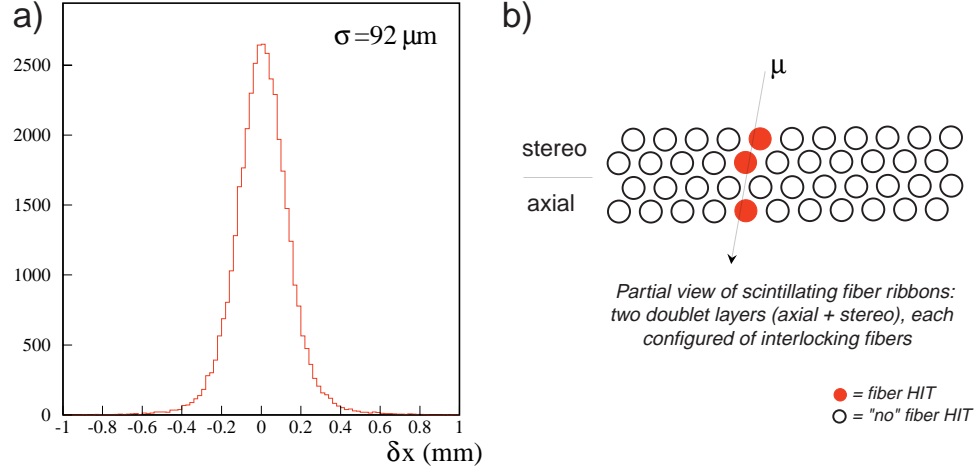 a)
σ =92 μm
2500
2000
1500
1000
500
0
-1 -0.8 -0.6 -0.4 -0.2 0 0.2 0.4 0.6 0.8 1
δx (mm)
b)
μ
stereo
axial
Partial view of scintillating fiber ribbons:
two doublet layers (axial + stereo), each
configured of interlocking fibers
= fiber HIT
= "no" fiber HIT